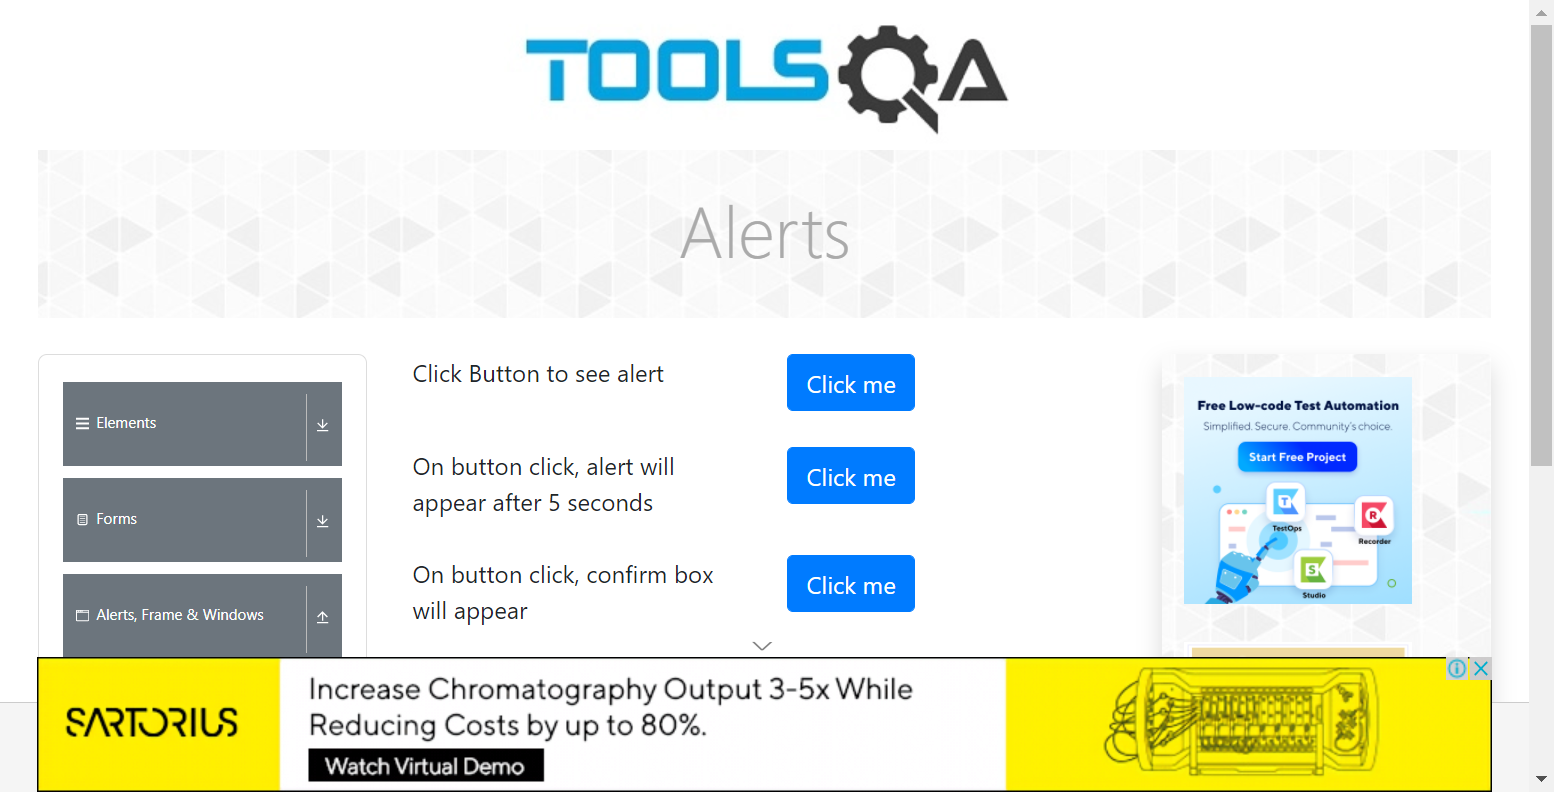 TOOLSQA
Alerts
Elements
Forms
Alerts, Frame & Windows
Click Button to see alert
Click me
On button click, alert will
appear after 5 seconds
Click me
On button click, confirm box
will appear
Click me
Free Low-code Test Automation
Simplified. Secure. Community's choice.
Start Free Project
TestOps
Recorder
Studio
SARTORIUS
Increase Chromatography Output 3-5x While
Reducing Costs by up to 80%.
Watch Virtual Demo